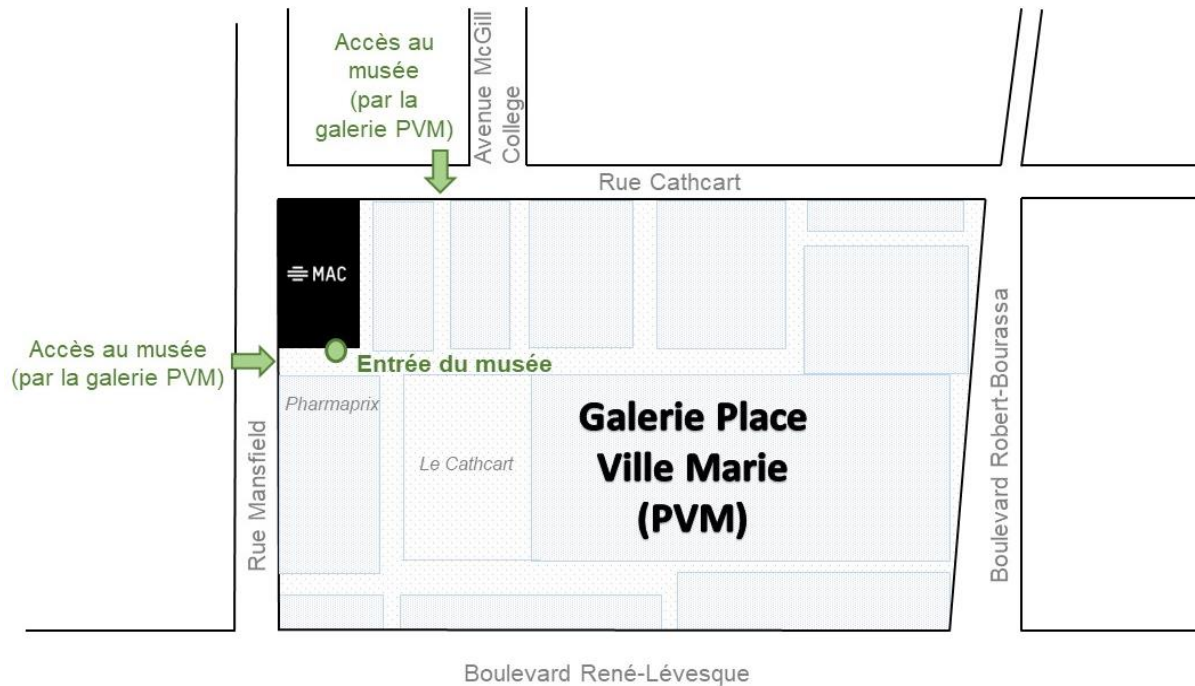 Accès au
musée
(par la
galerie PVM)
Avenue McGill
College
Rue Cathcart
MAC
Accès au musée
(par la galerie PVM)
Entrée du musée
Pharmaprix
Le Cathcart
Galerie Place
Ville Marie
(PVM)
Rue Mansfield
Boulevard Robert-Bourassa
Boulevard René-Lévesque